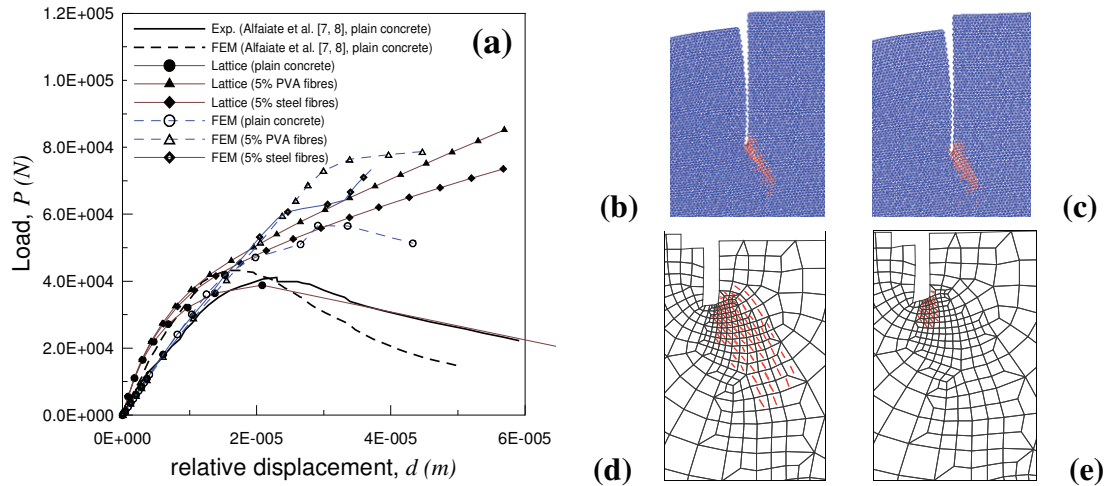 1.2E+005
1.0E+005
8.0E+004
6.0E+004
4.0E+004
2.0E+004
0.0E+000
Load, P (N)
Exp. (Alfaiate et al. [7, 8], plain concrete)
FEM (Alfaiate et al. [7, 8], plain concrete)
Lattice (plain concrete)
Lattice (5% PVA fibres)
Lattice (5% steel fibres)
FEM (plain concrete)
FEM (5% PVA fibres)
FEM (5% steel fibres)
(a)
0E+000
2E-005
4E-005
6E-005
relative displacement, d (m)
(b)
(c)
(d)
(e)